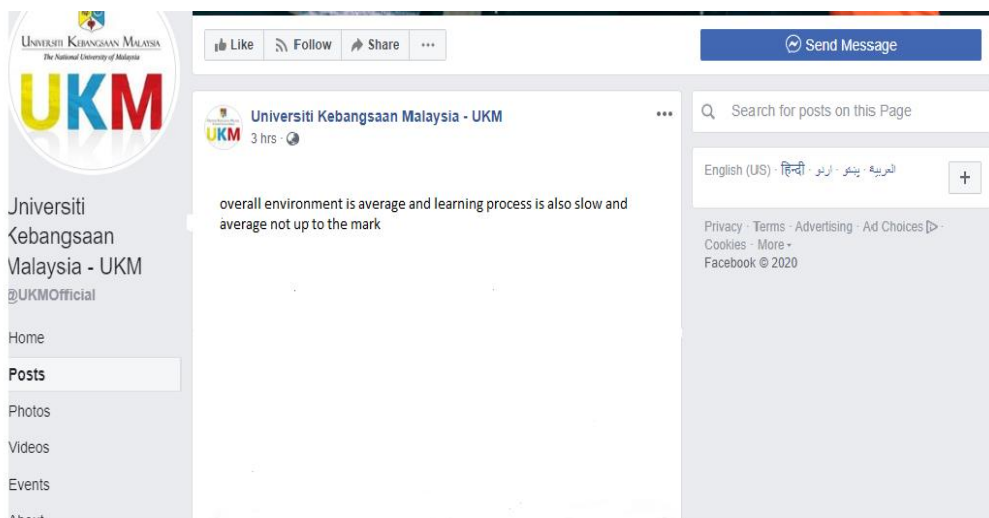 UNIVERSITI KEBANGSAAN MALAYSIA
The National University of Malaysia
UKM
Jniversiti
Kebangsaan
Malaysia - UKM
@UKMOfficial
Home
Posts
Photos
Videos
Events
About
Like Follow Share ...
Universiti Kebangsaan Malaysia - UKM ...
UKM
3 hrs ·
overall environment is average and learning process is also slow and
average not up to the mark
Send Message
Search for posts on this Page
English (US) · हिन्दी · اردو · پښتو · العربية
+
Privacy · Terms · Advertising · Ad Choices ·
Cookies · More
Facebook © 2020